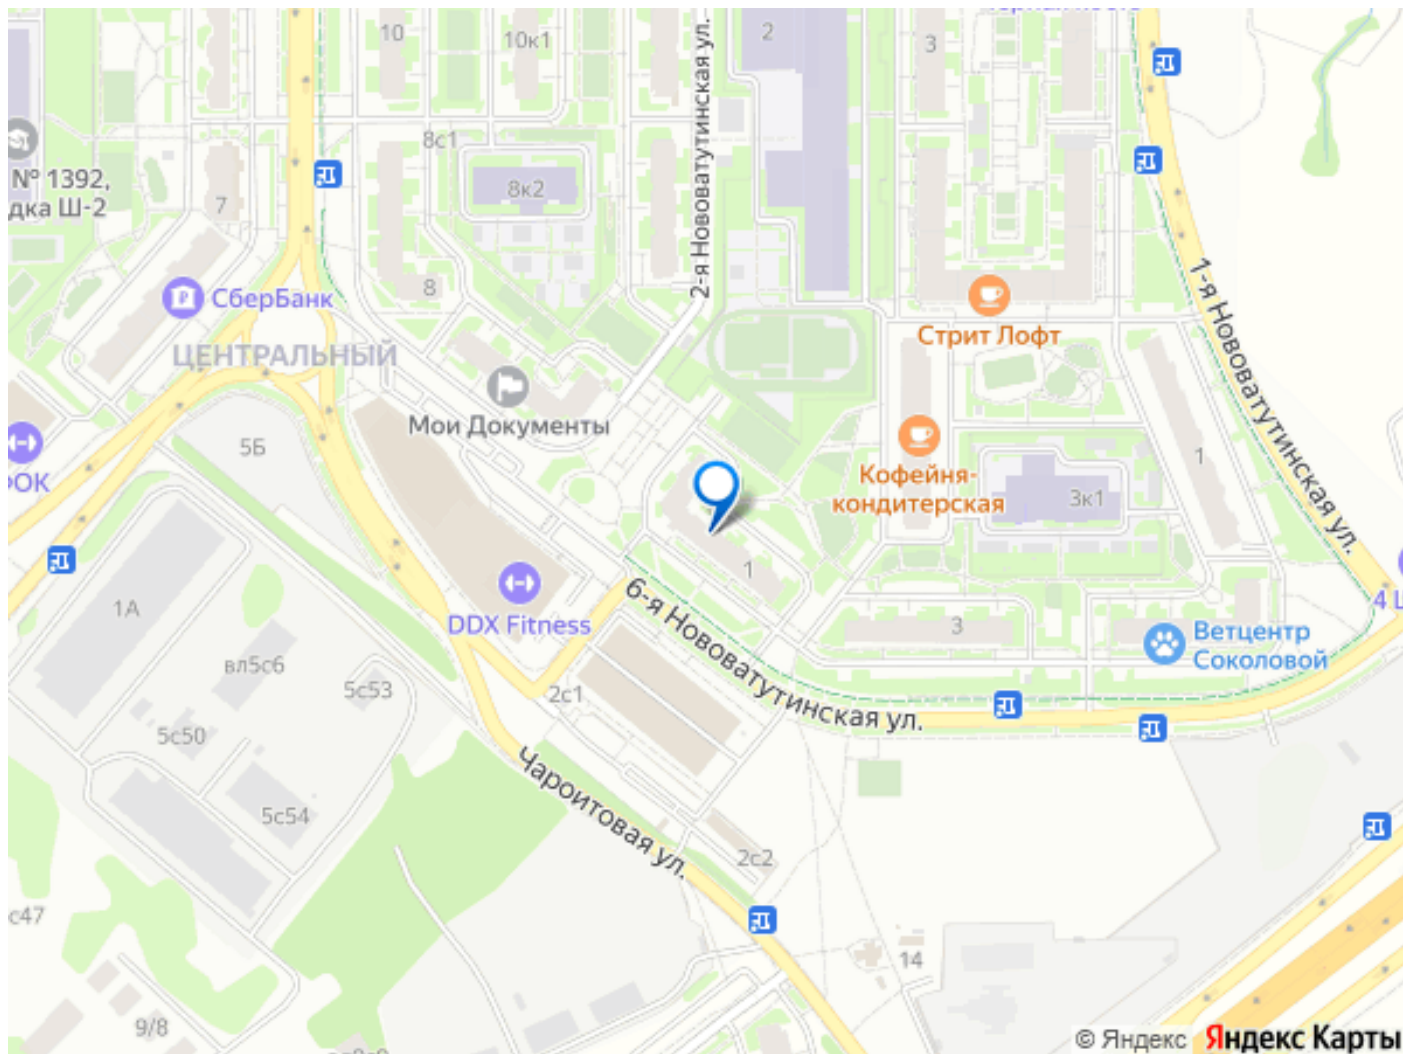 10
10к1
2
3
8с1
№ 1392,
дка Ш-2
8к2
7
2-я Нововатутинская ул.
СберБанк
8
Стрит Лофт
1-я Нововатутинская ул.
ЦЕНТРАЛЬНЫЙ
Мои Документы
5Б
ФОК
Кофейня-
кондитерская
3к1
1
1
1А
DDX Fitness
6-я Нововатутинская ул.
3
Ветцентр
Соколовой
вл5с6
5с53
2с1
5с50
5с54
Чароитовая ул.
2с2
с47
14
9/8
© Яндекс
Яндекс Карты